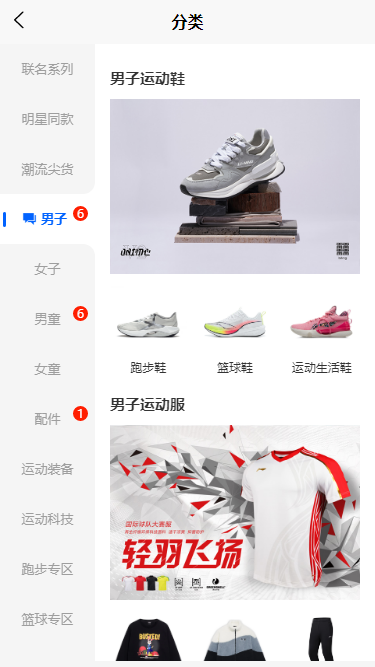 分类
联名系列
明星同款
潮流尖货
男子
6
女子
男童
6
女童
配件
1
运动装备
运动科技
跑步专区
篮球专区
男子运动鞋
跑步鞋
篮球鞋
运动生活鞋
男子运动服
国际球队大赛服
轻羽飞扬